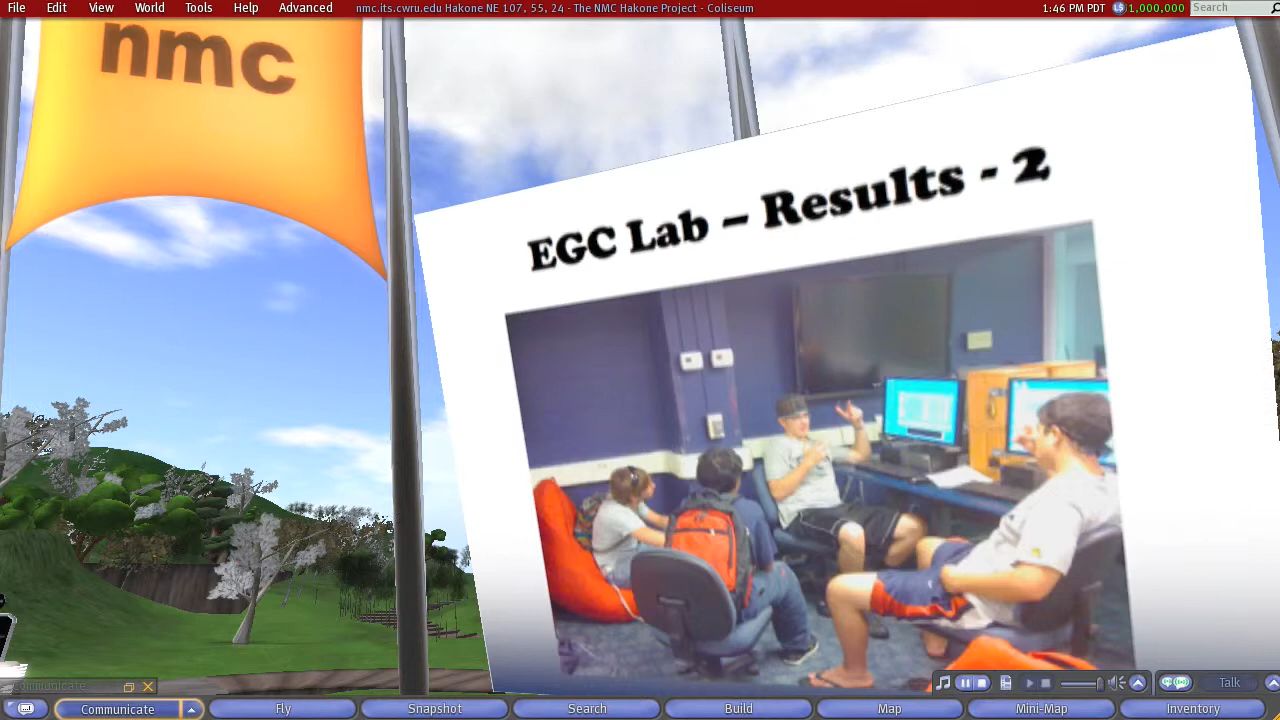 File Edit View World Tools Help Advanced nmc.its.cwru.edu Hakone NE 107, 55, 24 - The NMC Hakone Project - Coliseum 1:46 PM PDT L$ 1,000,000 Search
nmc
EGC Lab – Results - 2
Communicate
Talk
Communicate Fly Snapshot Search Build Map Mini-Map Inventory